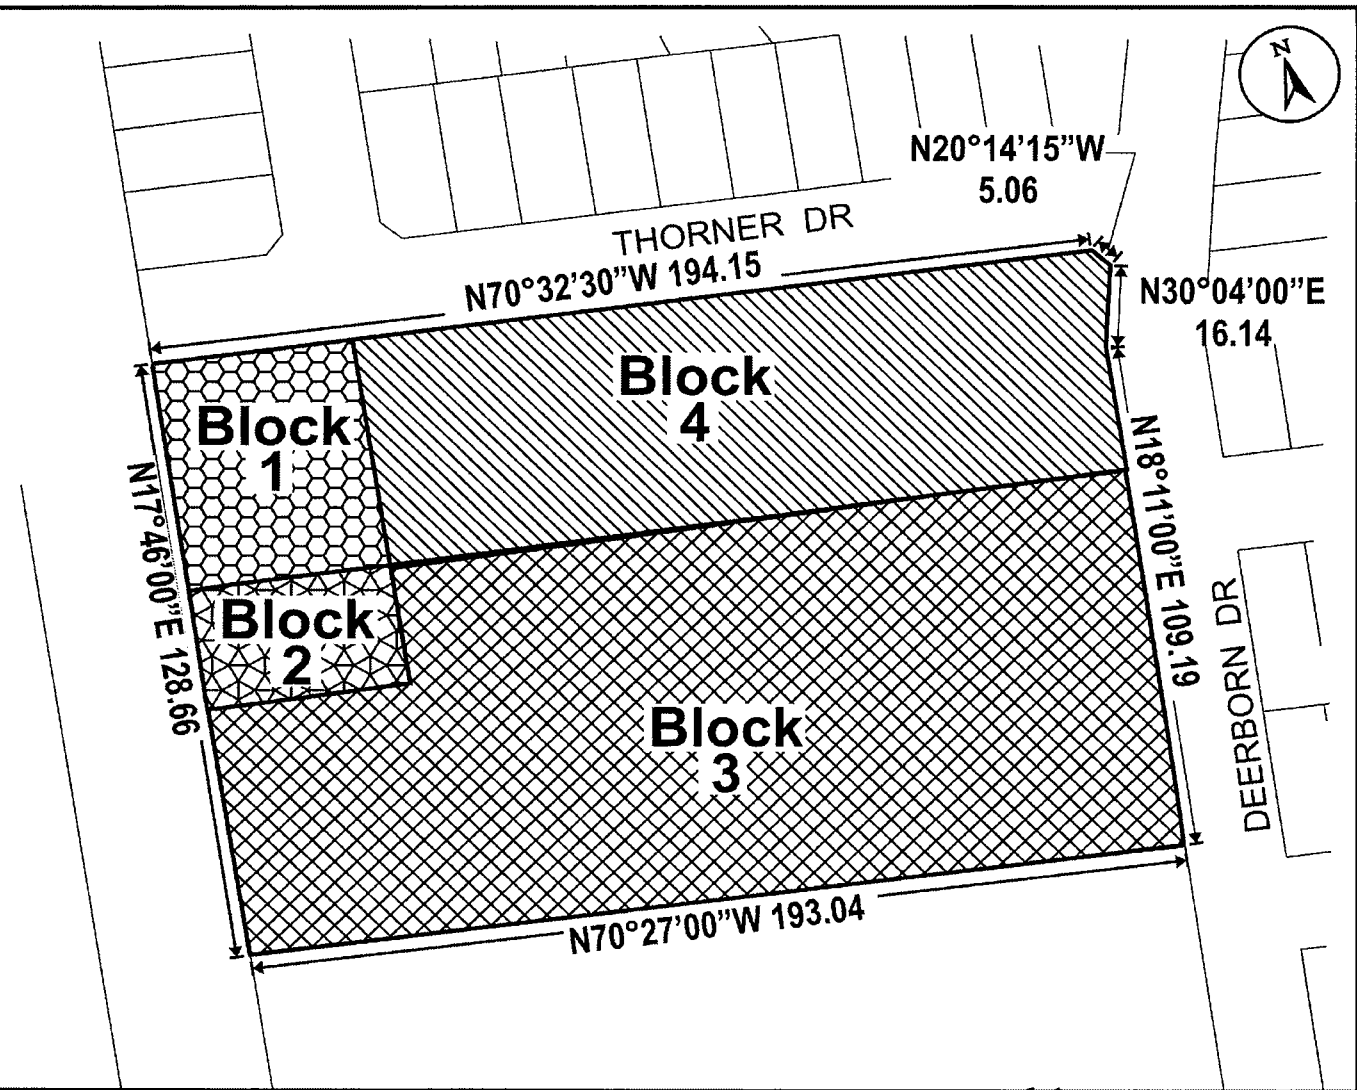 N
N20°14'15”W
5.06
THORNER DR
N70°32'30”W 194.15
N30°04'00”E
16.14
Block
4
Block
1
N18°11'00”E 109.19
N17°46'00”E 128.66
Block
2
DEERBORN DR
Block
3
N70°27'00”W 193.04